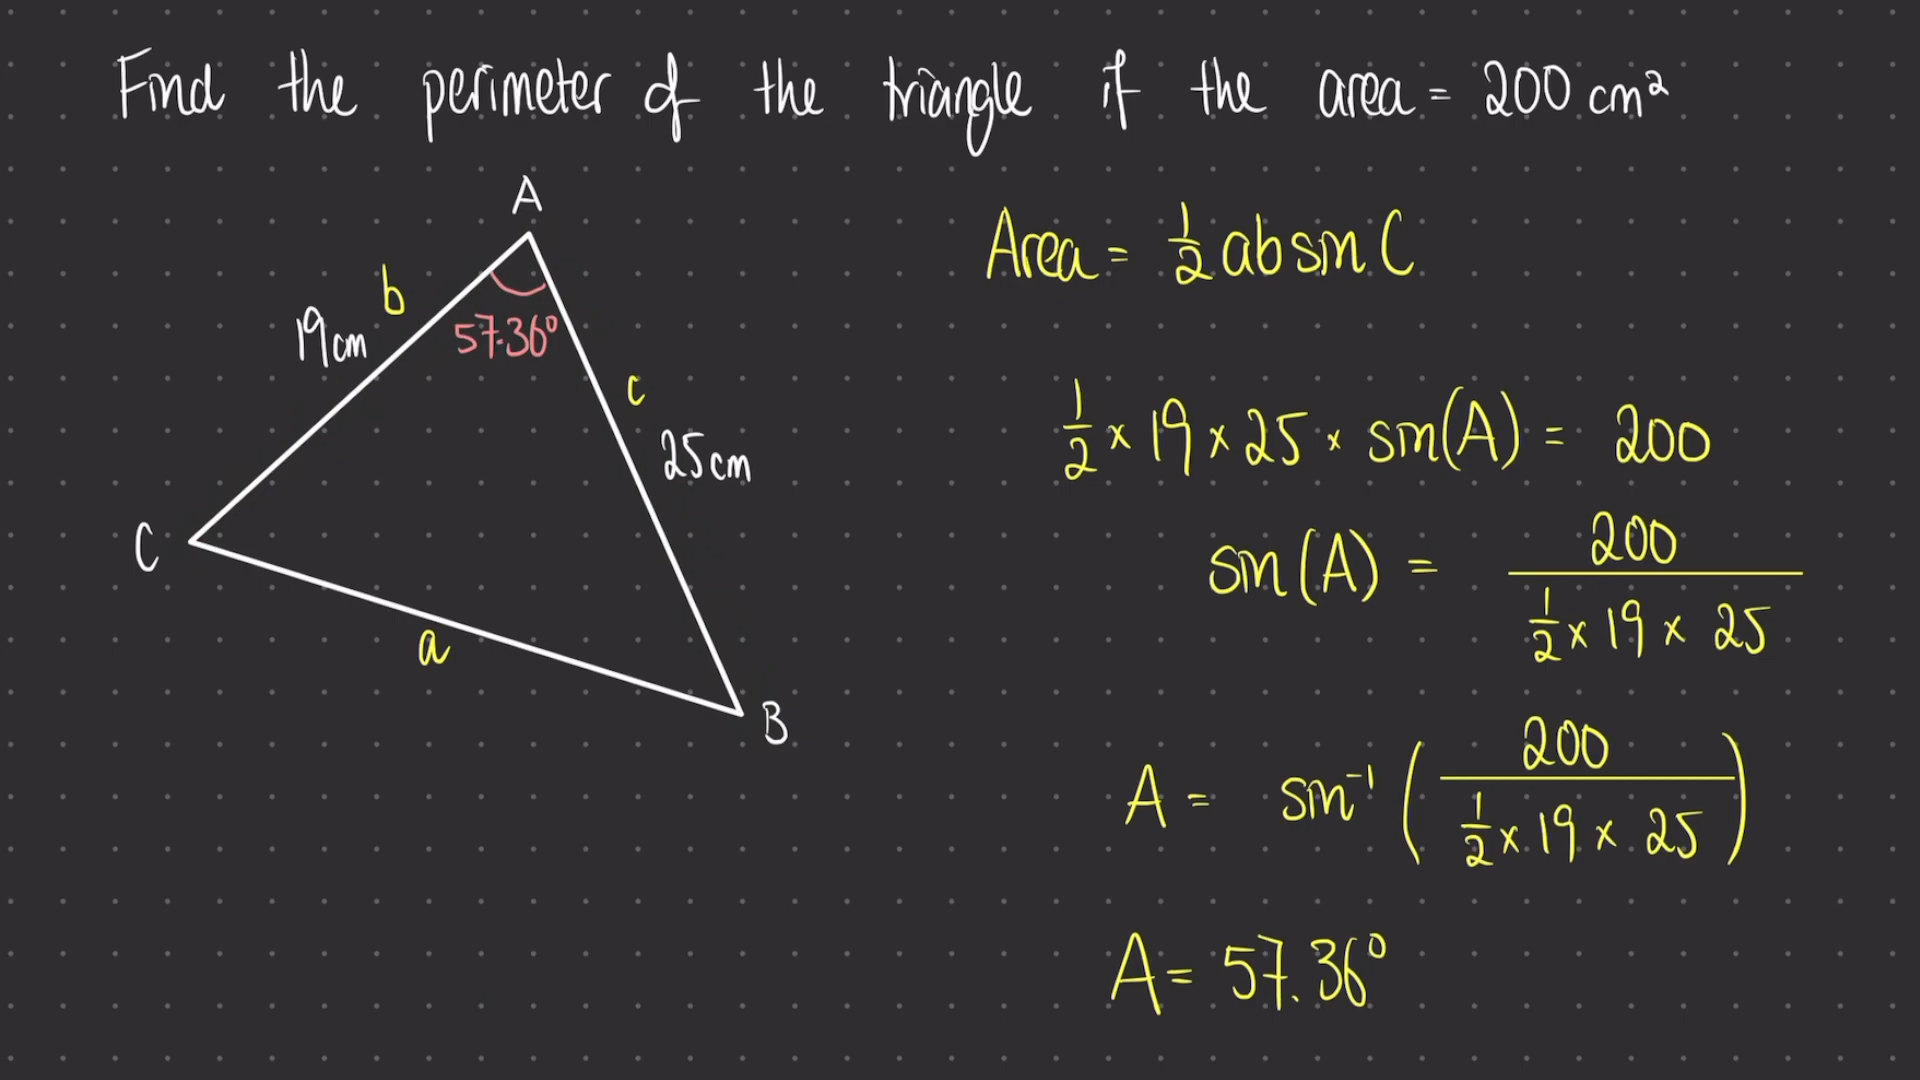 Find the perimeter of the triangle if the area = 200 cm²
A
b
19cm
57.36°
c
25cm
C
a
B
Area = 1/2 ab sin C
1/2 × 19 × 25 × sin(A) = 200
sin(A) = 200 / (1/2 × 19 × 25)
A = sin⁻¹ (200 / (1/2 × 19 × 25))
A = 57.36°